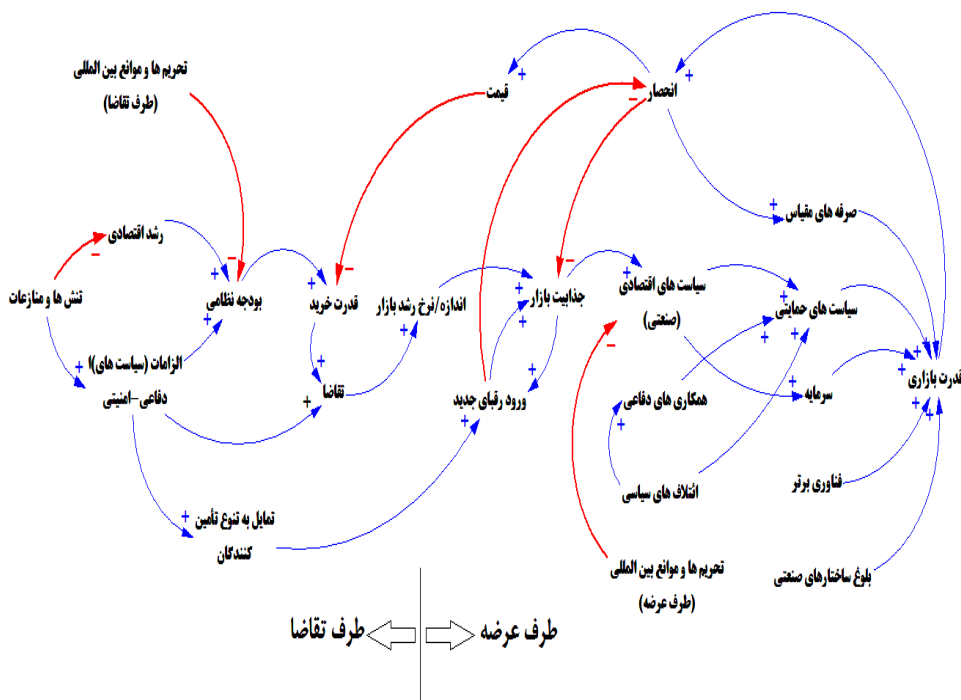 تحریم ها و موانع بین المللی
(طرف تقاضا)
قیمت
انحصار
صرفه های مقیاس
رشد اقتصادی
تنش ها و منازعات
بودجه نظامی
قدرت خرید
اندازه/نرخ رشد بازار
جذابیت بازار
سیاست های اقتصادی
(صنعتی)
سیاست های حمایتی
الزامات (سیاست های)ا
دفاعی-امنیتی
تقاضا
ورود رقبای جدید
همکاری های دفاعی
سرمایه
قدرت بازاری
ائتلاف های سیاسی
فناوری برتر
تمایل به تنوع تأمین
کنندگان
تحریم ها و موانع بین المللی
(طرف عرضه)
بلوغ ساختارهای صنعتی
طرف عرضه
طرف تقاضا